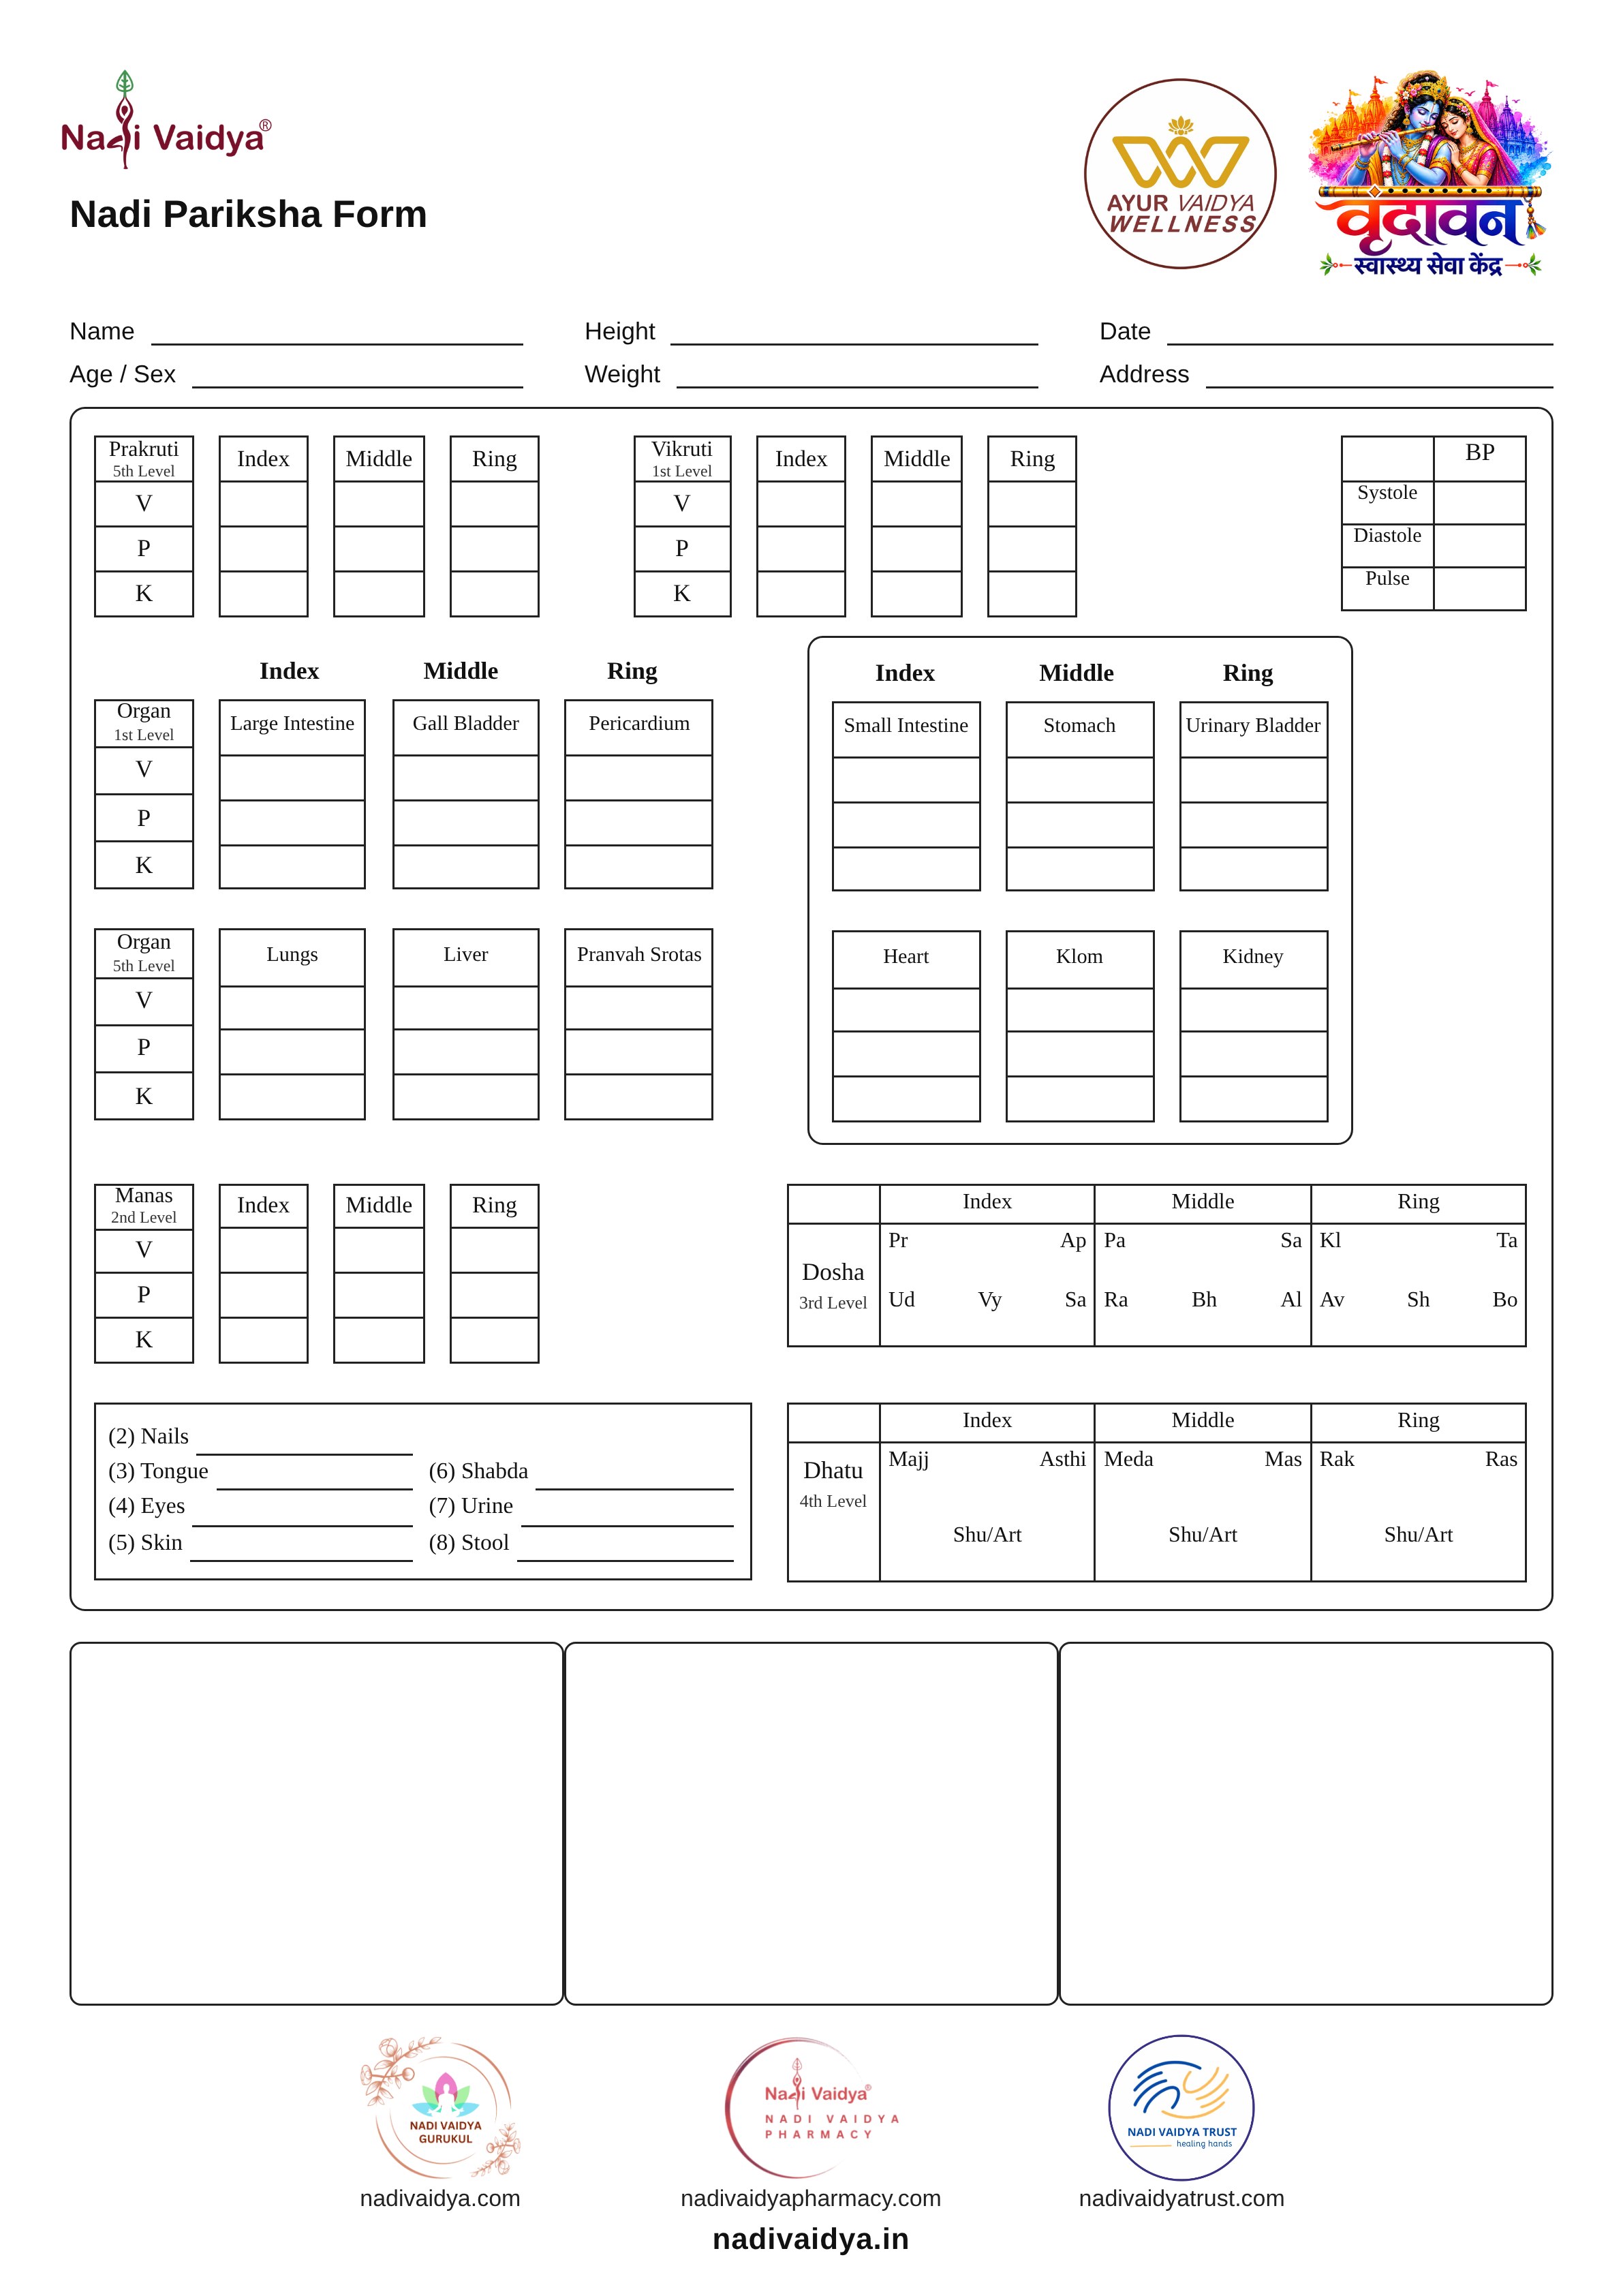 Nadi Vaidya®
Nadi Pariksha Form
AYUR VAIDYA
WELLNESS
वृंदावन
स्वास्थ्य सेवा केंद्र
Name Height Date
Age / Sex Weight Address
Prakruti Index Middle Ring Vikruti Index Middle Ring BP
5th Level 1st Level
V V Systole
P P Diastole
K K Pulse
Index Middle Ring Index Middle Ring
Organ Large Intestine Gall Bladder Pericardium Small Intestine Stomach Urinary Bladder
1st Level
V
P
K
Organ Lungs Liver Pranvah Srotas Heart Klom Kidney
5th Level
V
P
K
Manas Index Middle Ring Index Middle Ring
2nd Level
V Pr Ap Pa Sa Kl Ta
P Dosha
3rd Level Ud Vy Sa Ra Bh Al Av Sh Bo
K
(2) Nails Index Middle Ring
(3) Tongue (6) Shabda Dhatu Majj Asthi Meda Mas Rak Ras
(4) Eyes (7) Urine 4th Level
(5) Skin (8) Stool Shu/Art Shu/Art Shu/Art
NADI VAIDYA
GURUKUL
Nadi Vaidya®
NADI VAIDYA
PHARMACY
NADI VAIDYA TRUST
healing hands
nadivaidya.com nadivaidyapharmacy.com nadivaidyatrust.com
nadivaidya.in